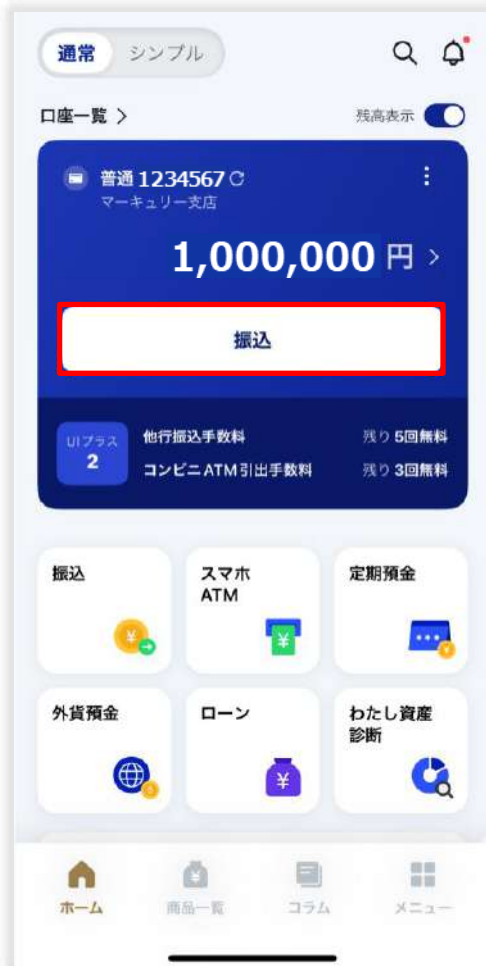 通常 シンプル
口座一覧 >
残高表示
普通 1234567
マーキュリー支店
1,000,000 円 >
振込
UIプラス
2
他行振込手数料 残り 5回無料
コンビニATM引出手数料 残り 3回無料
振込
スマホ
ATM
定期預金
外貨預金
ローン
わたし資産
診断
ホーム 商品一覧 コラム メニュー